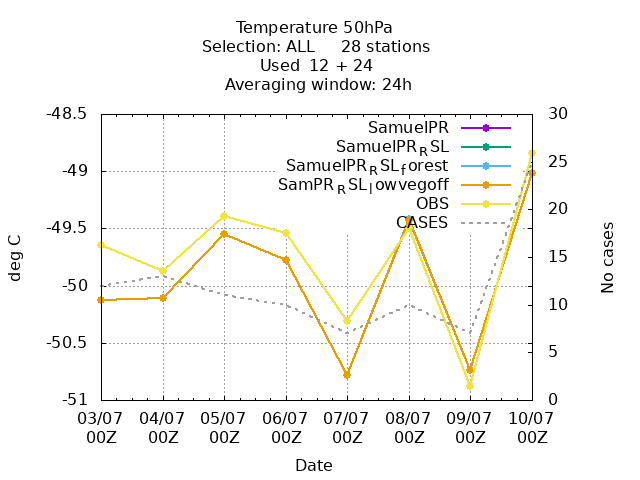 Temperature 50hPa
Selection: ALL 28 stations
Used 12 + 24
Averaging window: 24h
-48.5
-49
-49.5
-50
-50.5
-51
deg C
30
25
20
15
10
5
0
No cases
SamuelPR
SamuelPR_RSL
SamuelPR_RSL_forest
SamPR_RSL_lowvegoff
OBS
CASES
03/07 04/07 05/07 06/07 07/07 08/07 09/07 10/07
00Z 00Z 00Z 00Z 00Z 00Z 00Z 00Z
Date